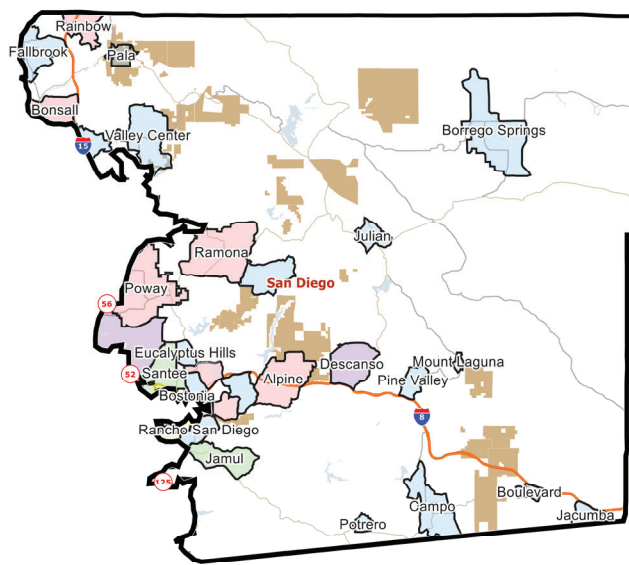 Rainbow
Fallbrook
Pala
Bonsall
Valley Center
15
Borrego Springs
Julian
Ramona
San Diego
Poway
56
Eucalyptus Hills
52
Santee
Alpine
Descanso
Mount Laguna
Pine Valley
Bostonia
8
Rancho San Diego
Jamul
125
Campo
Boulevard
Jacumba
Potrero